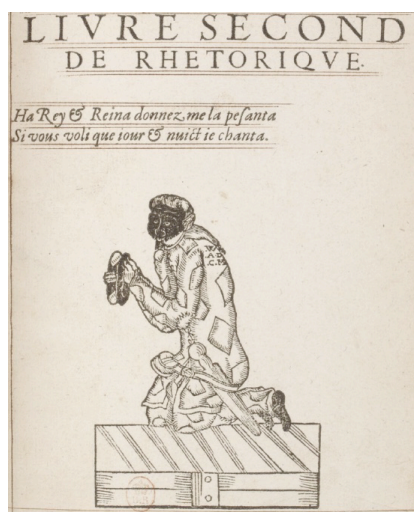 LIVRE SECOND
DE RHETORIQVE.
Ha Rey & Reina donnez me la peſanta
Si vous voli que iour & nuict ie chanta.